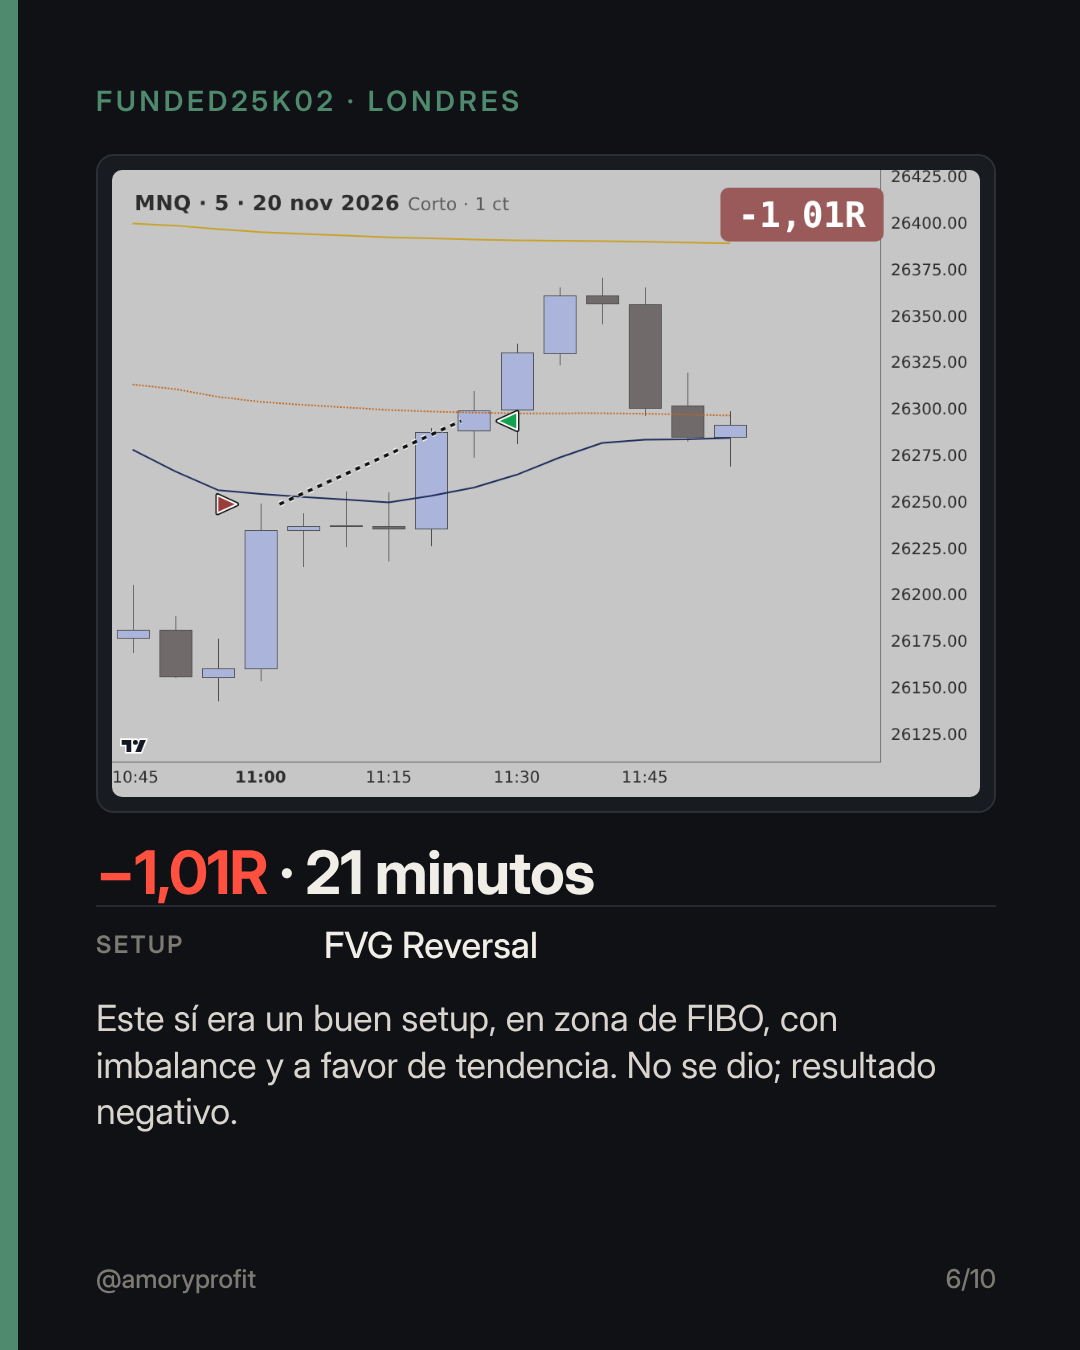 FUNDED25K02 · LONDRES
MNQ · 5 · 20 nov 2026 Corto · 1 ct
-1,01R
26425.00
26400.00
26375.00
26350.00
26325.00
26300.00
26275.00
26250.00
26225.00
26200.00
26175.00
26150.00
26125.00
10:45 11:00 11:15 11:30 11:45
–1,01R · 21 minutos
SETUP FVG Reversal
Este sí era un buen setup, en zona de FIBO, con
imbalance y a favor de tendencia. No se dio; resultado
negativo.
@amoryprofit 6/10